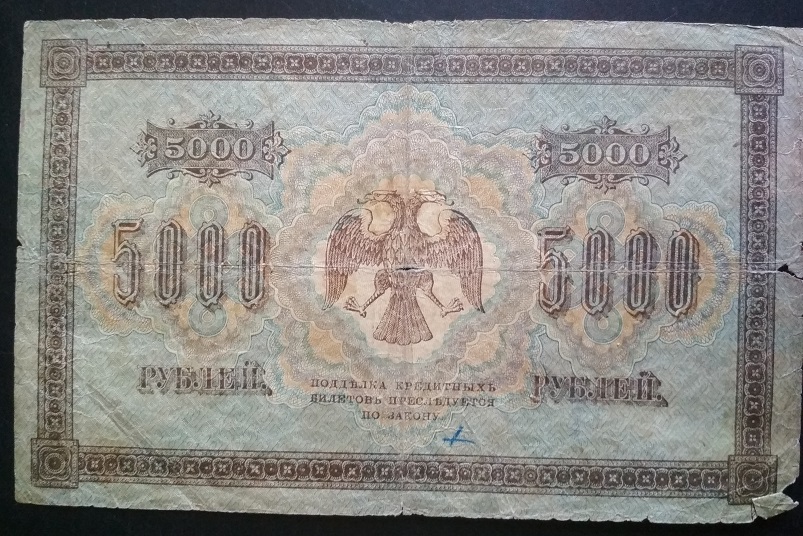 5000 5000
5000 5000
РУБЛЕЙ. РУБЛЕЙ.
ПОДДѢЛКА КРЕДИТНЫХЪ
БИЛЕТОВЪ ПРЕСЛѢДУЕТСЯ
ПО ЗАКОНУ